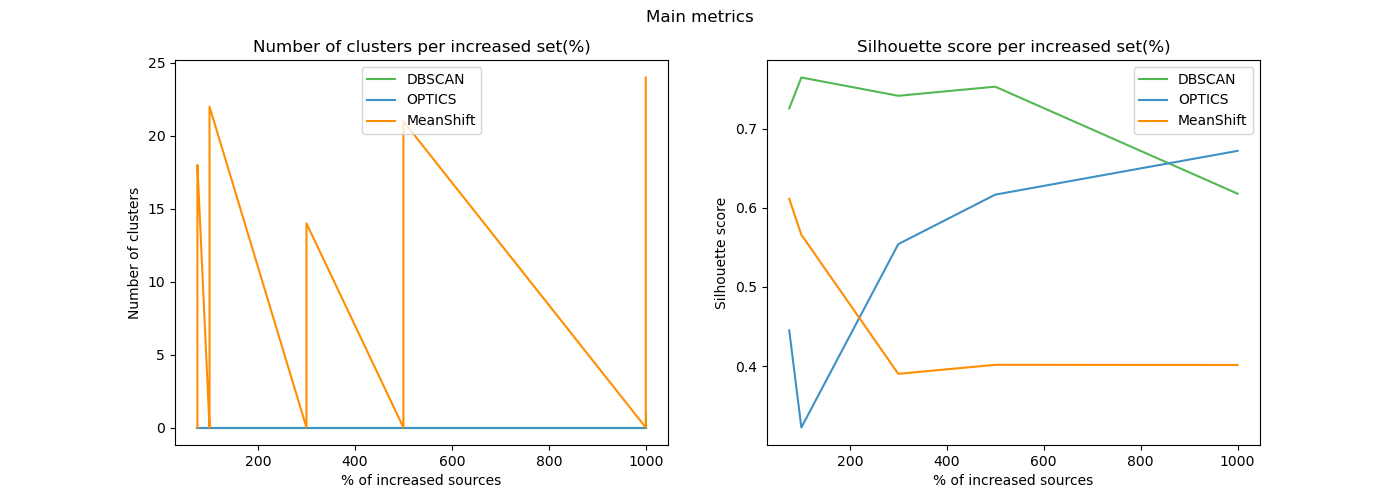 Main metrics
Number of clusters per increased set(%)
25
20
15
10
5
0
Number of clusters
DBSCAN
OPTICS
MeanShift
200
400
600
800
1000
% of increased sources
Silhouette score per increased set(%)
0.7
0.6
0.5
0.4
Silhouette score
DBSCAN
OPTICS
MeanShift
200
400
600
800
1000
% of increased sources